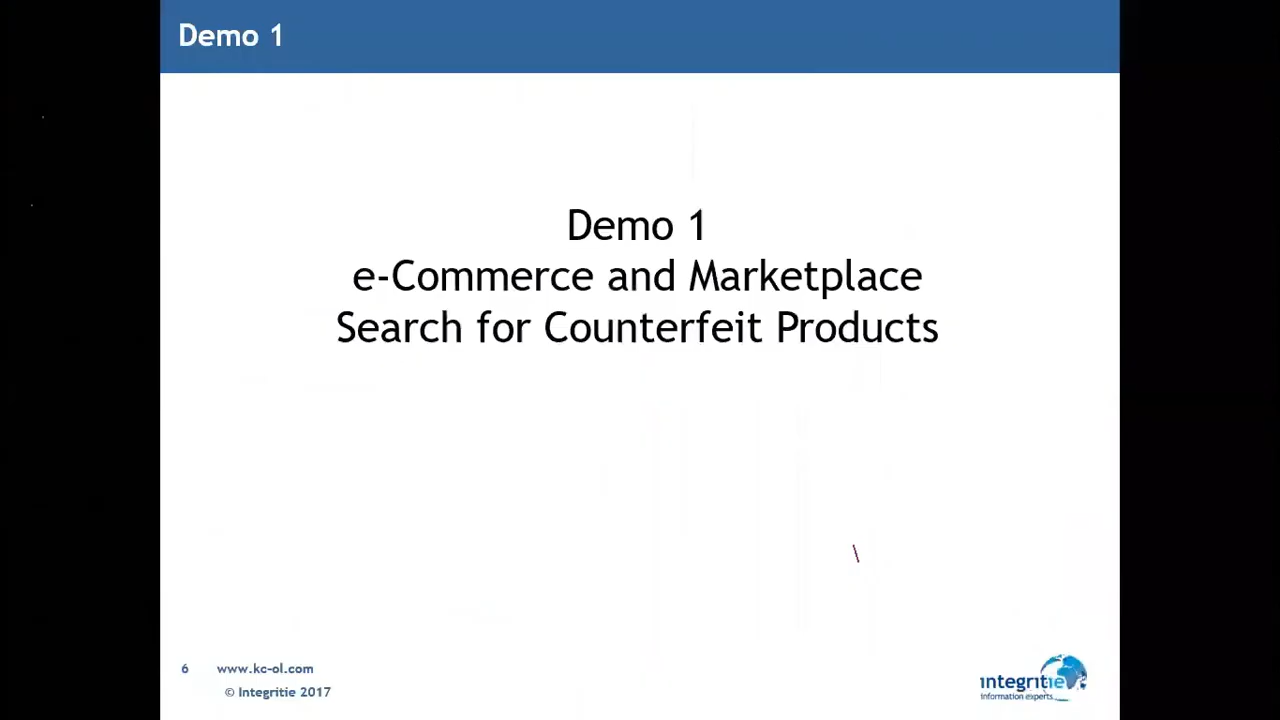 Demo 1
Demo 1
e-Commerce and Marketplace
Search for Counterfeit Products
6 www.kc-ol.com
© Integritie 2017
integritie
information experts